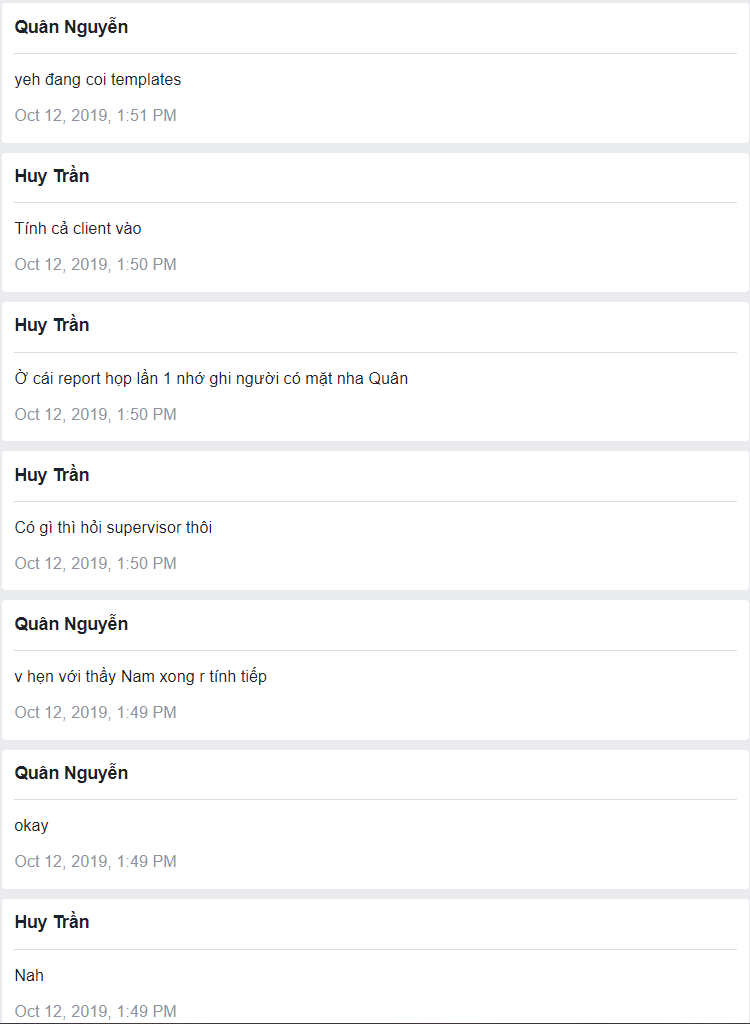 Quân Nguyễn
yeh đang coi templates
Oct 12, 2019, 1:51 PM
Huy Trần
Tính cả client vào
Oct 12, 2019, 1:50 PM
Huy Trần
Ờ cái report họp lần 1 nhớ ghi người có mặt nha Quân
Oct 12, 2019, 1:50 PM
Huy Trần
Có gì thì hỏi supervisor thôi
Oct 12, 2019, 1:50 PM
Quân Nguyễn
v hẹn với thầy Nam xong r tính tiếp
Oct 12, 2019, 1:49 PM
Quân Nguyễn
okay
Oct 12, 2019, 1:49 PM
Huy Trần
Nah
Oct 12, 2019, 1:49 PM